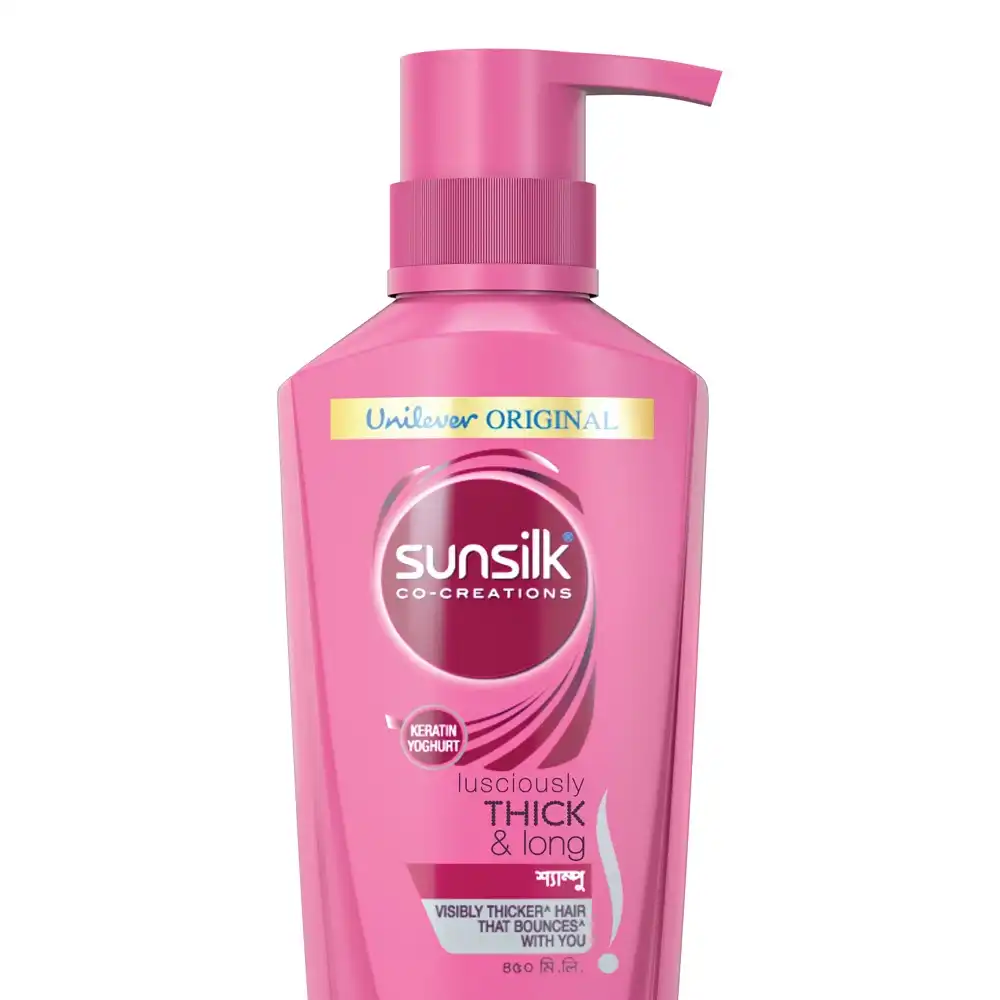 Unilever ORIGINAL
sunsilk®
CO-CREATIONS
KERATIN
YOGHURT
lusciously
THICK
& long
শ্যাম্পু
VISIBLY THICKER^ HAIR
THAT BOUNCES^
WITH YOU
৪৫০ মি.লি.